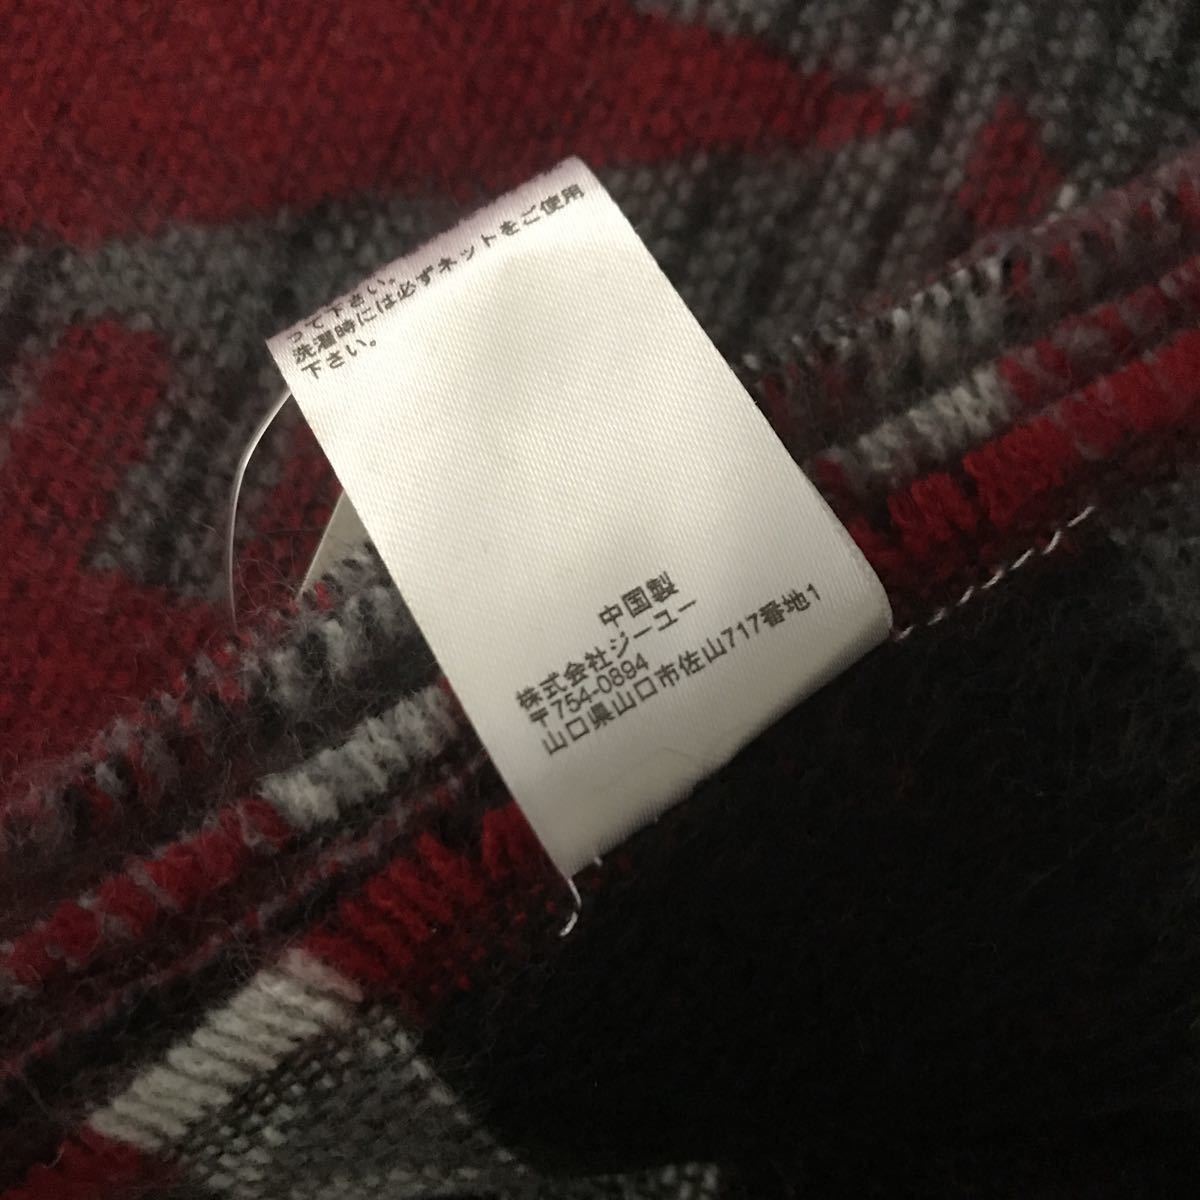 って下さい。
洗濯時には必ずネットをご使用
下さい。
中国製
株式会社ジーユー
〒754-0894
山口県山口市佐山717番地1